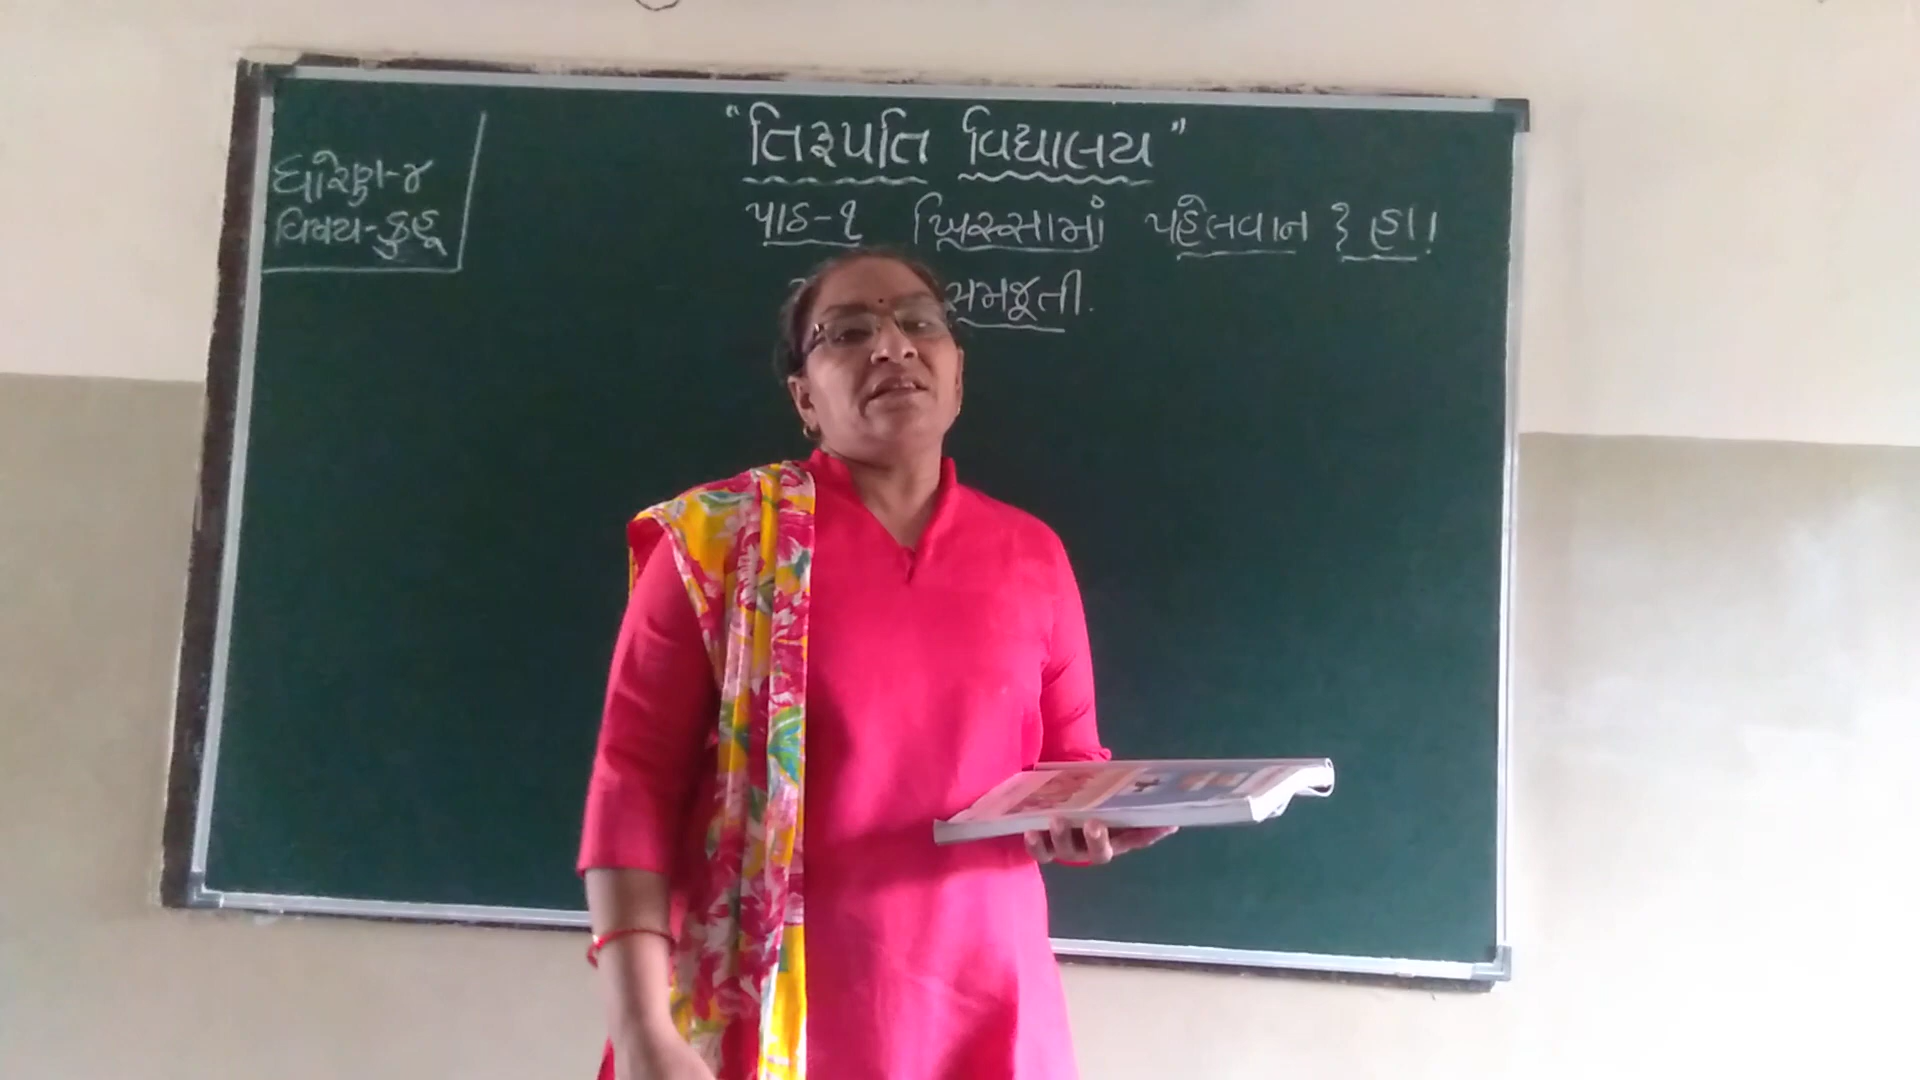 ધોરણ-૪
વિષય-કુહૂ
"તિરૂપતિ વિદ્યાલય"
પાઠ-૧ ખિસ્સામાં પહેલવાન ? હા!
સમજૂતી.